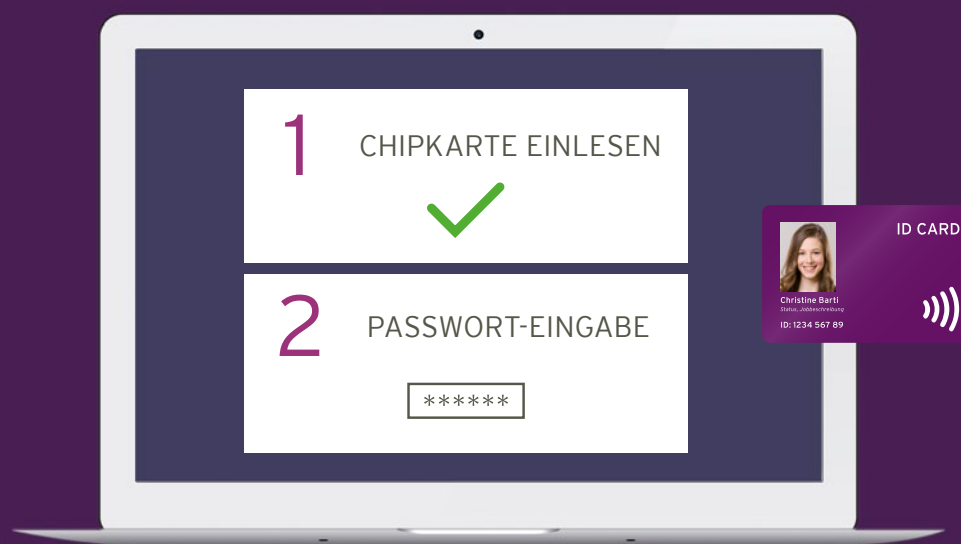 1
CHIPKARTE EINLESEN
2
PASSWORT-EINGABE
******
ID CARD
Christine Barti
Status, Jobbeschreibung
ID: 1234 567 89